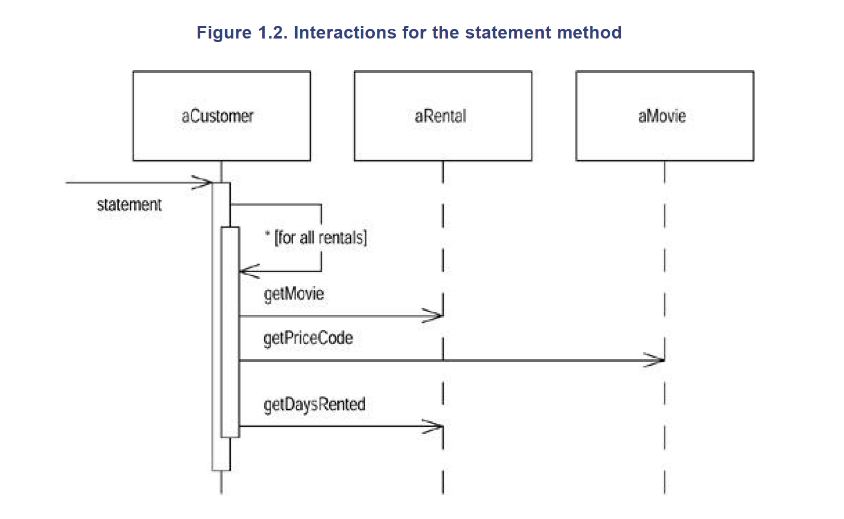 Figure 1.2. Interactions for the statement method
aCustomer
aRental
aMovie
statement
* [for all rentals]
getMovie
getPriceCode
getDaysRented